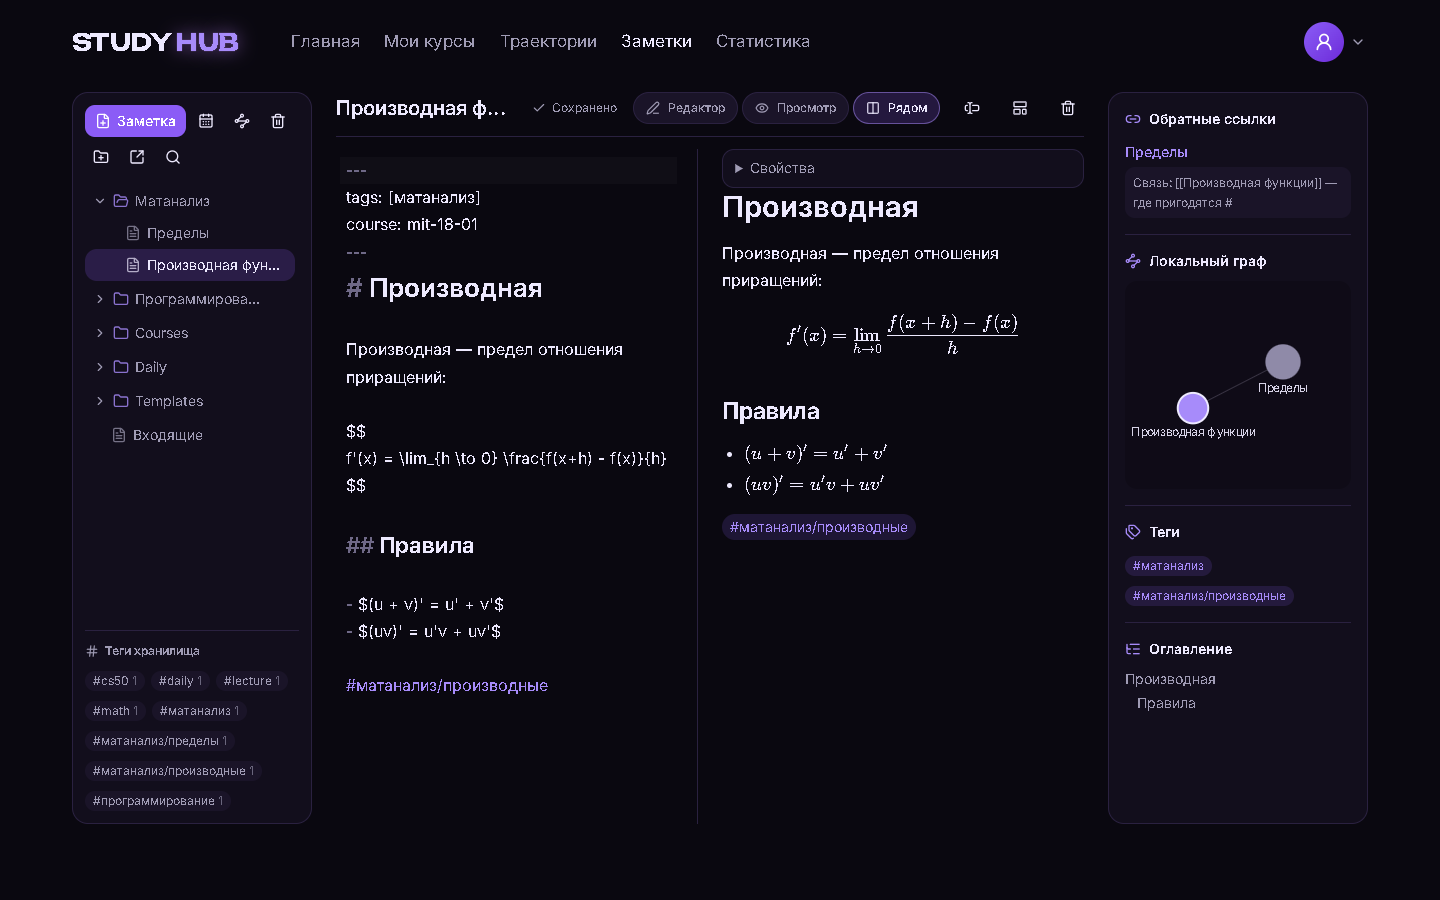 STUDY HUB
Главная Мои курсы Траектории Заметки Статистика
Заметка
Матанализ
Пределы
Производная фун...
Программирова...
Courses
Daily
Templates
Входящие
Теги хранилища
#cs50 1 #daily 1 #lecture 1
#math 1 #матанализ 1
#матанализ/пределы 1
#матанализ/производные 1
#программирование 1
Производная ф...
Сохранено Редактор Просмотр Рядом
---
tags: [матанализ]
course: mit-18-01
---
# Производная
Производная — предел отношения
приращений:
$$
f'(x) = \lim_{h \to 0} \frac{f(x+h) - f(x)}{h}
$$
## Правила
- $(u + v)' = u' + v'$
- $(uv)' = u'v + uv'$
#матанализ/производные
Свойства
Производная
Производная — предел отношения
приращений:
f′(x) = lim h→0 f(x + h) − f(x) / h
Правила
• (u + v)′ = u′ + v′
• (uv)′ = u′v + uv′
#матанализ/производные
Обратные ссылки
Пределы
Связь: [[Производная функции]] —
где пригодятся #
Локальный граф
Пределы
Производная функции
Теги
#матанализ
#матанализ/производные
Оглавление
Производная
Правила